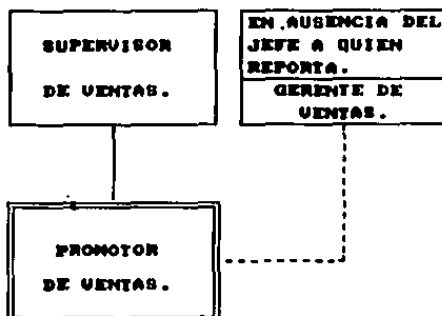 SUPERVISOR
DE VENTAS.
EN AUSENCIA DEL
JEFE A QUIEN
REPORTA.
GERENTE DE
VENTAS.
PROMOTOR
DE VENTAS.